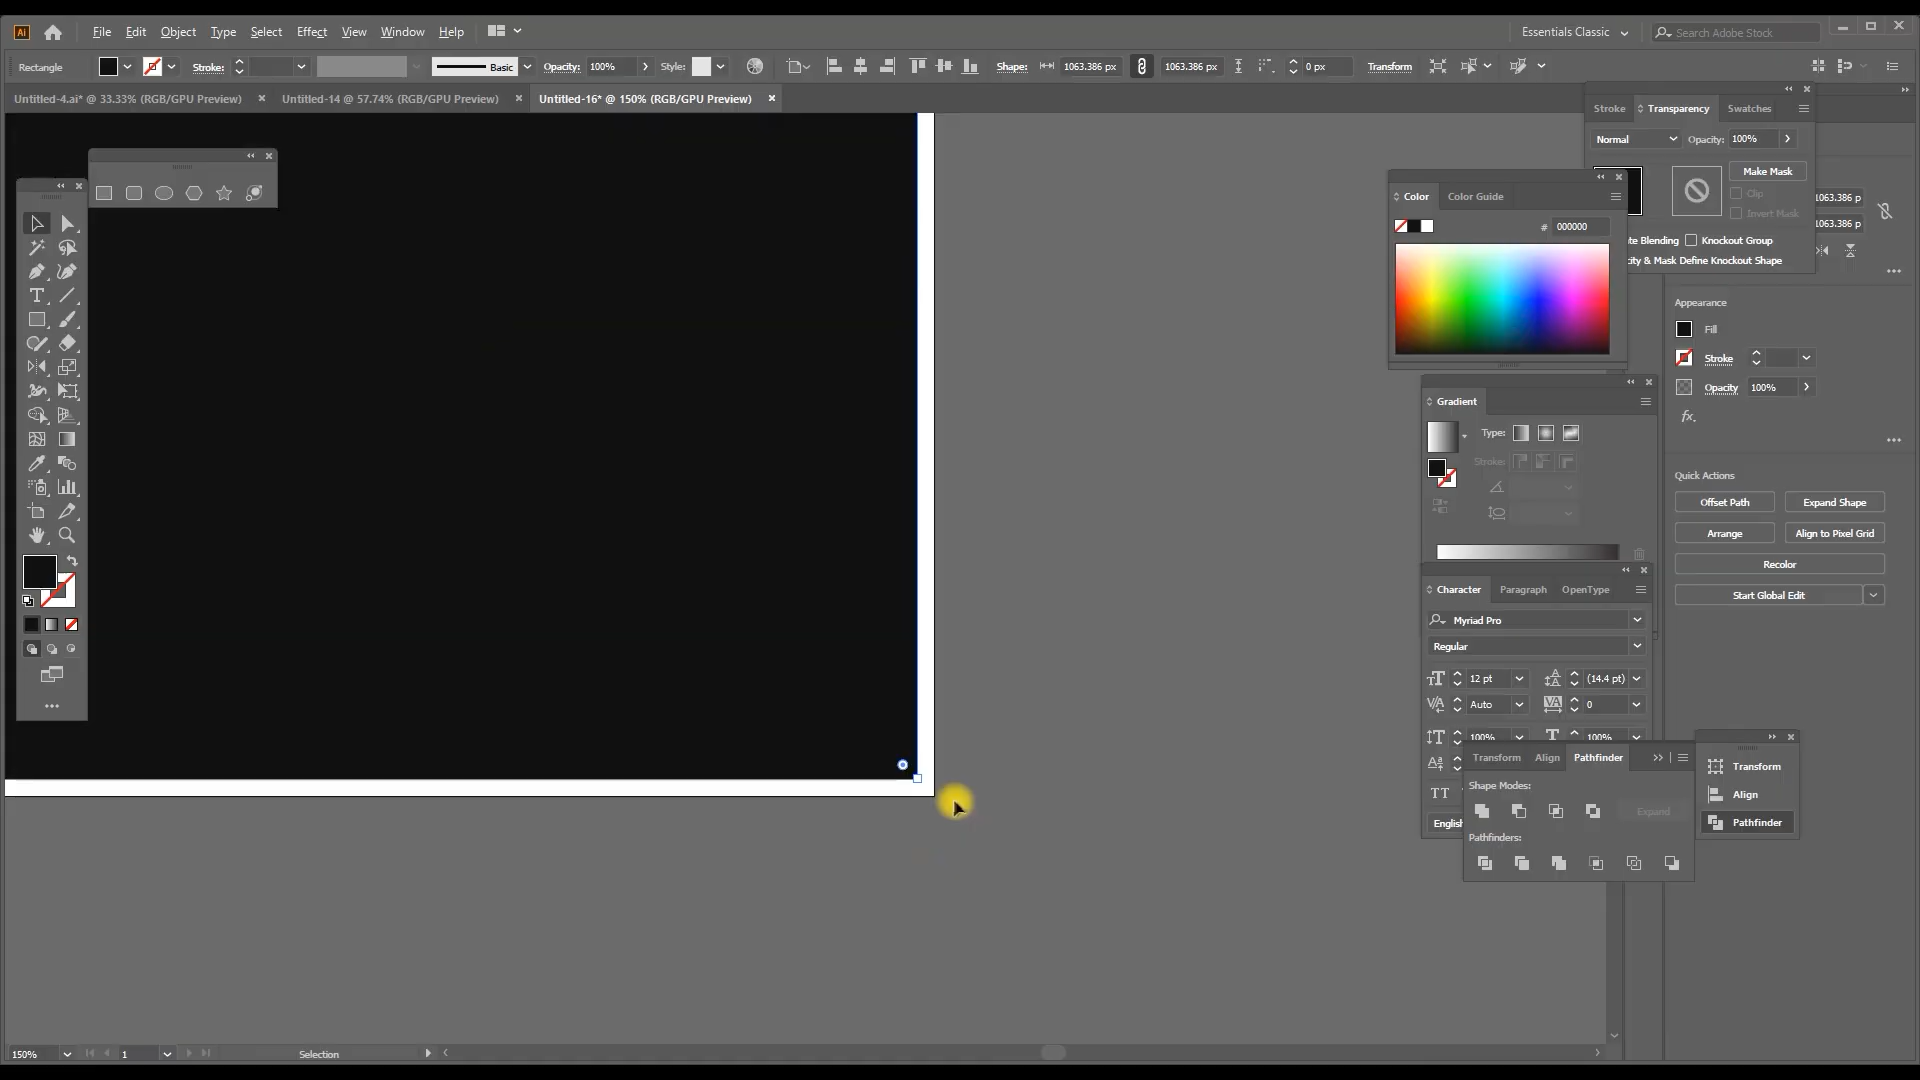 Ai File Edit Object Type Select Effect View Window Help Essentials Classic Search Adobe Stock
Rectangle Stroke: Basic Opacity: 100% Style: Shape: 1063.386 px 1063.386 px 0 px Transform
Untitled-4.ai* @ 33.33% (RGB/GPU Preview) Untitled-14 @ 57.74% (RGB/GPU Preview) Untitled-16* @ 150% (RGB/GPU Preview)
Stroke Transparency Swatches
Normal Opacity: 100%
Make Mask
Clip
Invert Mask
Knockout Group
& Mask Define Knockout Shape
1063.386 p
1063.386 p
Color Color Guide
# 000000
Appearance
Fill
Stroke
Opacity 100%
fx.
Gradient
Type:
Stroke:
Quick Actions
Offset Path Expand Shape
Arrange Align to Pixel Grid
Recolor
Start Global Edit
Character Paragraph OpenType
Myriad Pro
Regular
12 pt (14.4 pt)
Auto 0
100% 100%
TT
English
Transform Align Pathfinder
Shape Modes:
Expand
Pathfinders:
Transform
Align
Pathfinder
150% 1 Selection